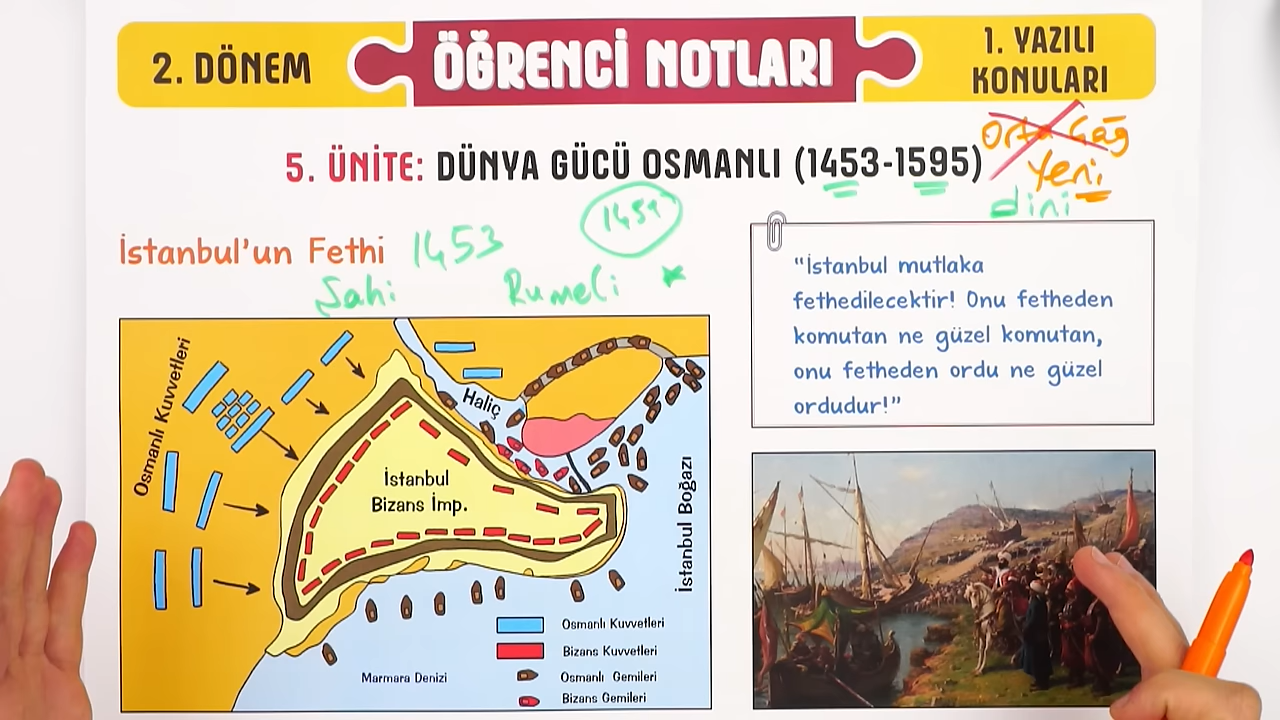 2. DÖNEM
ÖĞRENCİ NOTLARI
1. YAZILI
KONULARI
Orta Çağ
5. ÜNİTE: DÜNYA GÜCÜ OSMANLI (1453-1595)
Yeni
dini
İstanbul'un Fethi 1453
Şahi
Rumeli
"İstanbul mutlaka
fethedilecektir! Onu fetheden
komutan ne güzel komutan,
onu fetheden ordu ne güzel
ordudur!"
Osmanlı Kuvvetleri
Haliç
İstanbul
Bizans İmp.
İstanbul Boğazı
Marmara Denizi
Osmanlı Kuvvetleri
Bizans Kuvvetleri
Osmanlı Gemileri
Bizans Gemileri